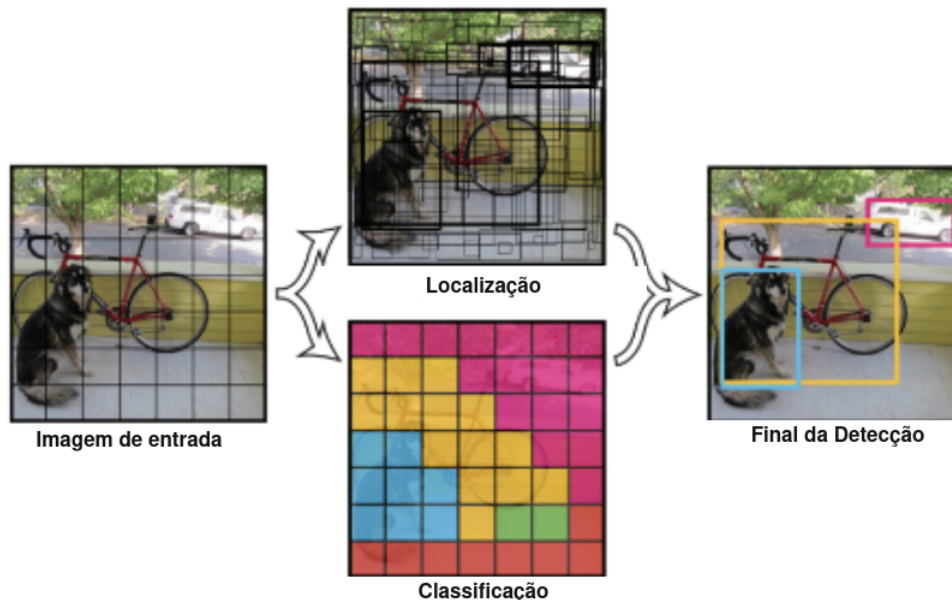 Localização
Imagem de entrada
Final da Detecção
Classificação